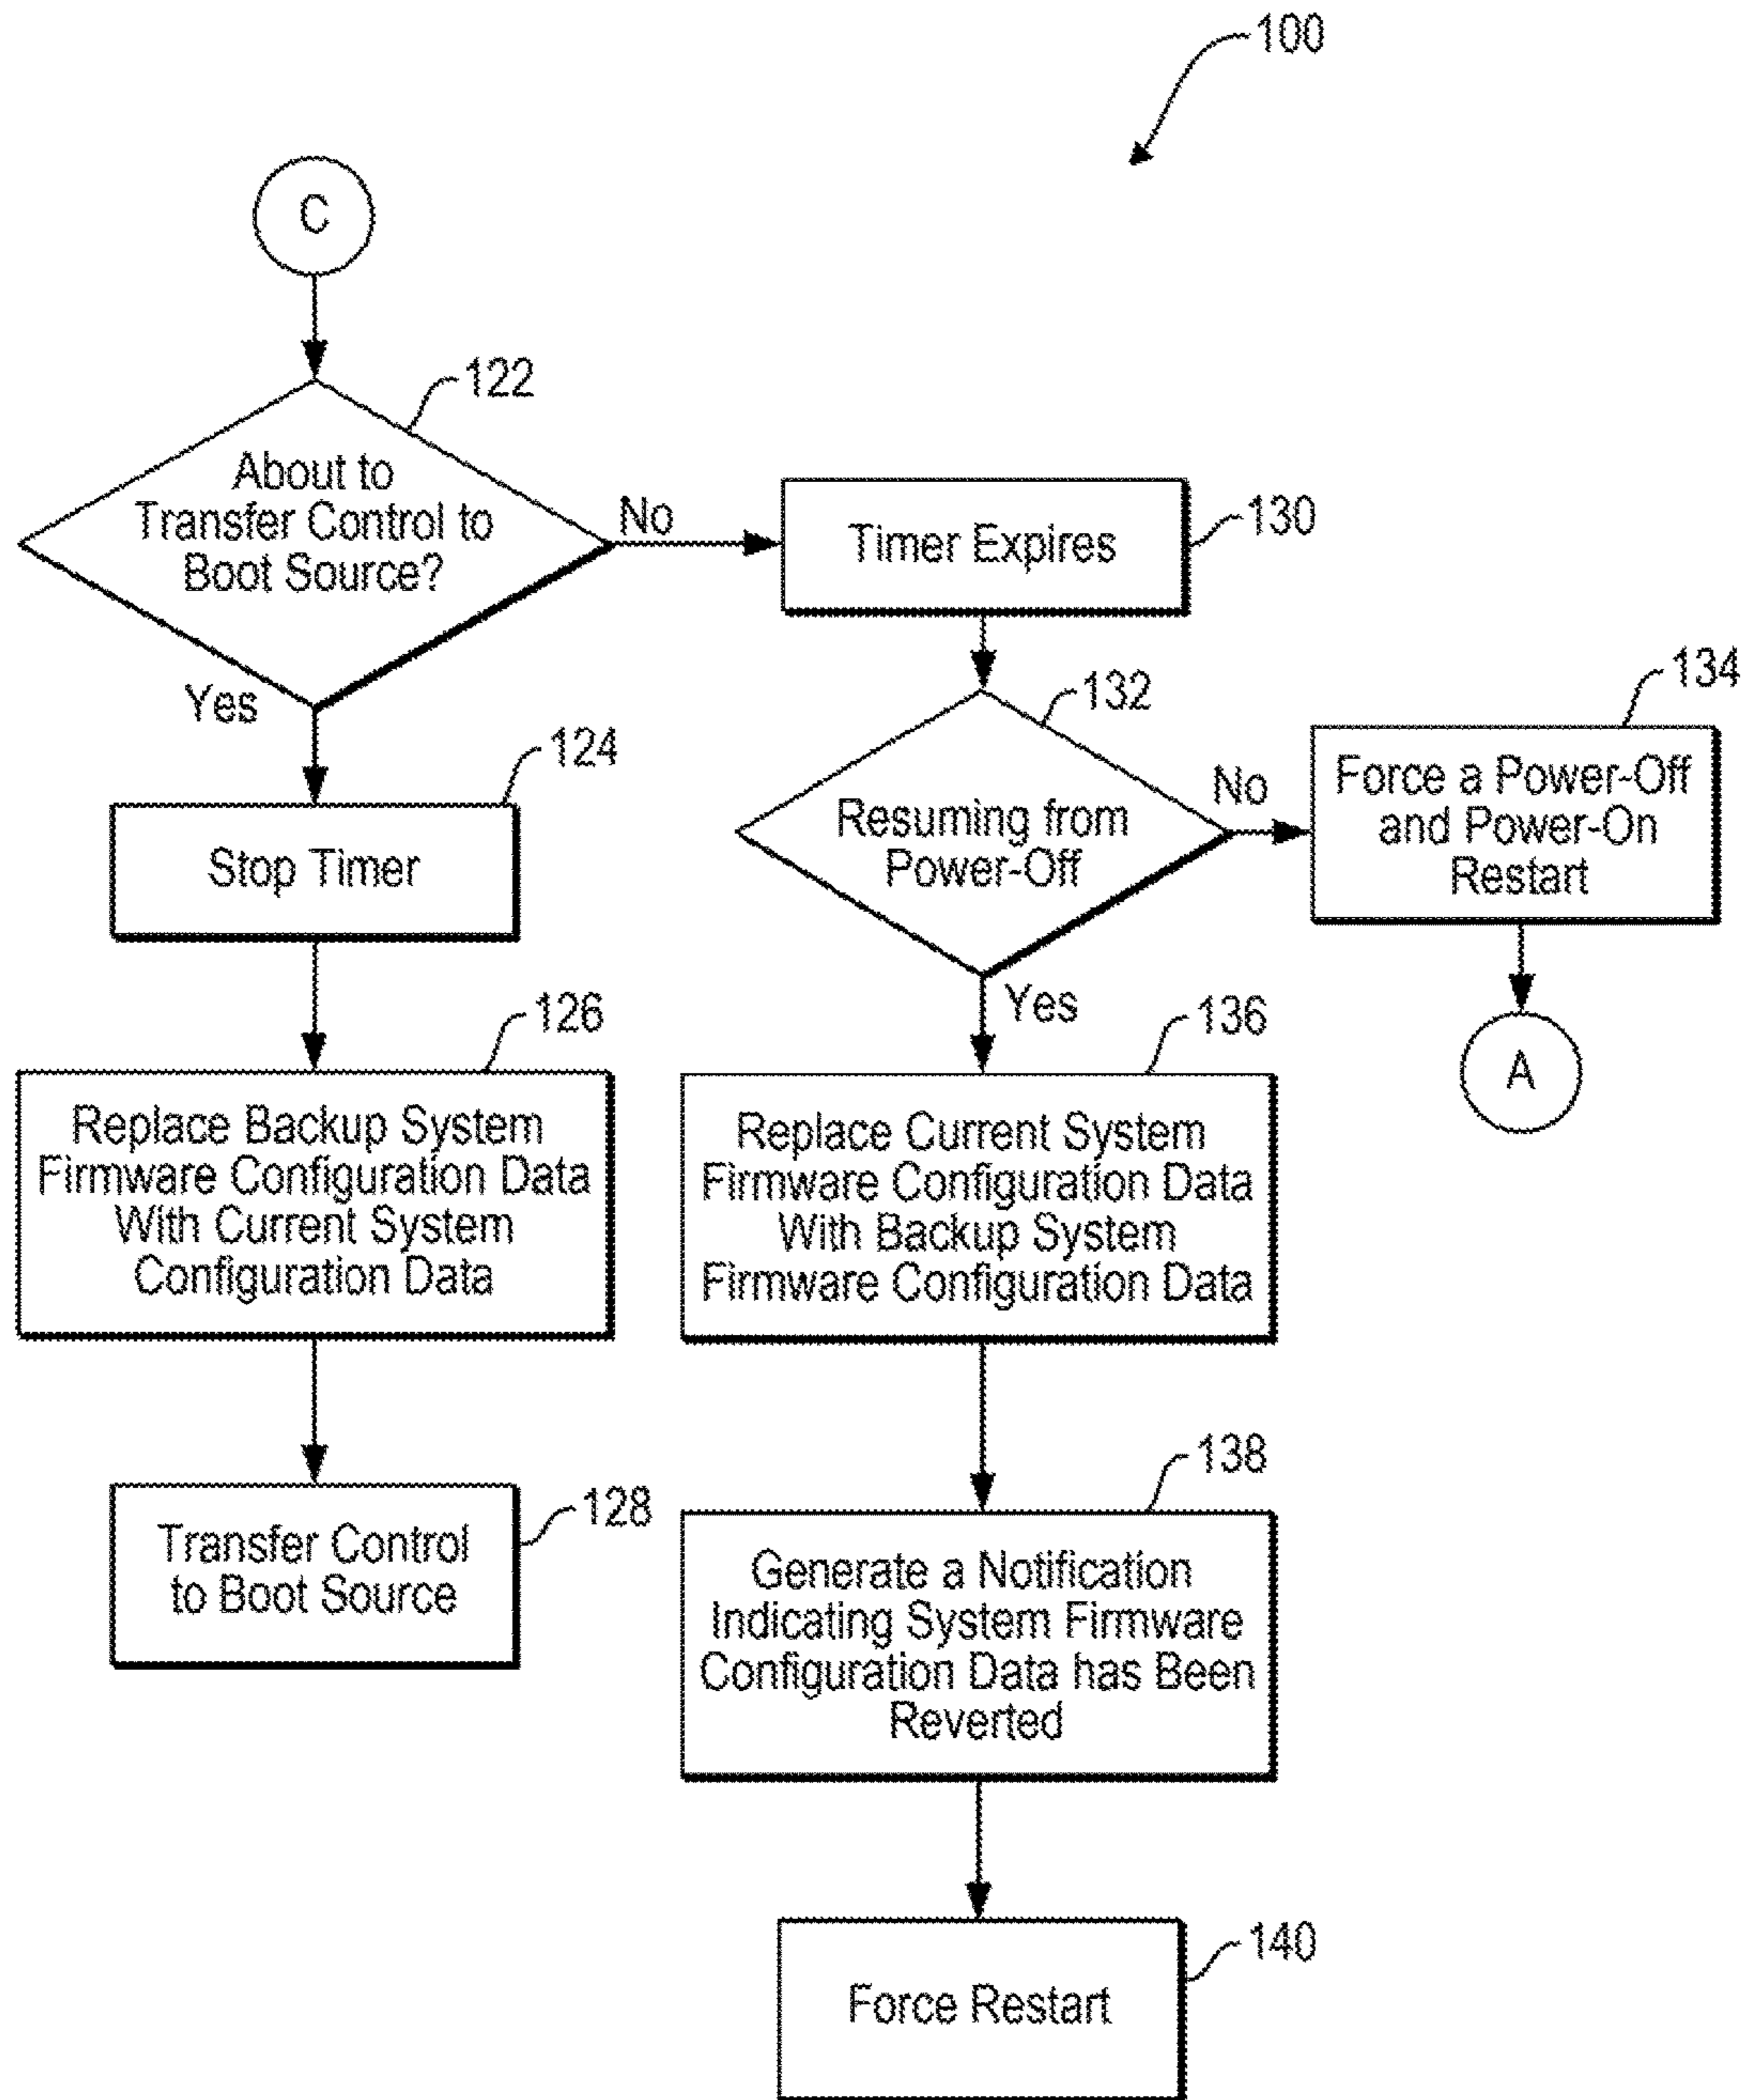 100
C
122
About to
Transfer Control to
Boot Source?
No
Yes
Timer Expires
130
132
Resuming from
Power-Off
No
Yes
134
Force a Power-Off
and Power-On
Restart
A
124
Stop Timer
126
Replace Backup System
Firmware Configuration Data
With Current System
Configuration Data
136
Replace Current System
Firmware Configuration Data
With Backup System
Firmware Configuration Data
128
Transfer Control
to Boot Source
138
Generate a Notification
Indicating System Firmware
Configuration Data has Been
Reverted
140
Force Restart